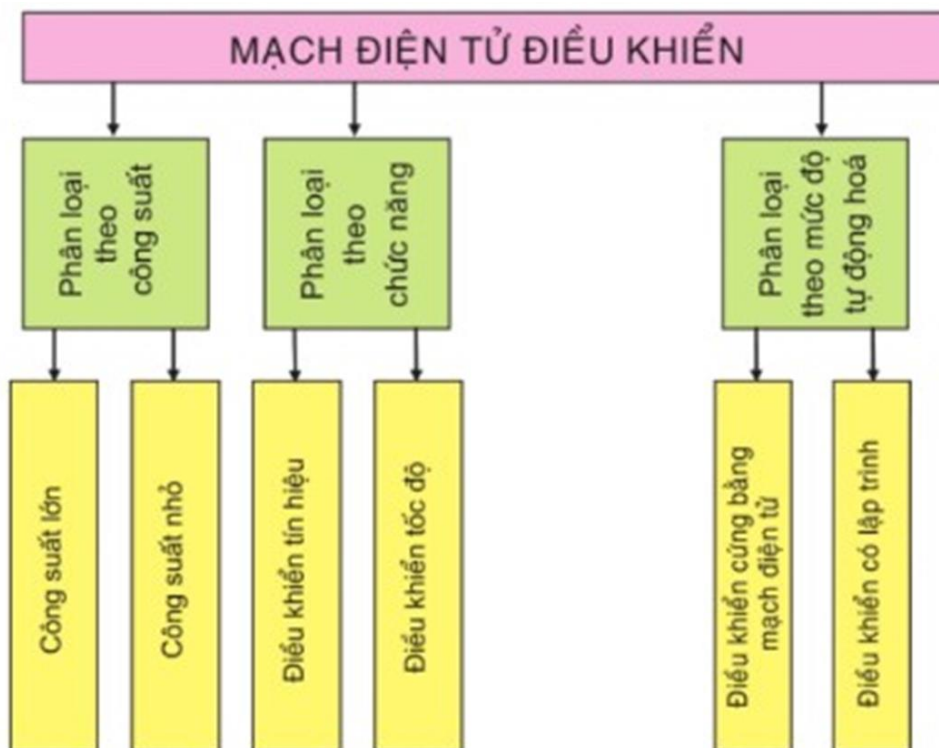 MẠCH ĐIỆN TỬ ĐIỀU KHIỂN
Phân loại
theo
công suất
Phân loại
theo
chức năng
Phân loại
theo mức độ
tự động hoá
Công suất lớn
Công suất nhỏ
Điều khiển tín hiệu
Điều khiển tốc độ
Điều khiển cứng bằng
mạch điện tử
Điều khiển có lập trình